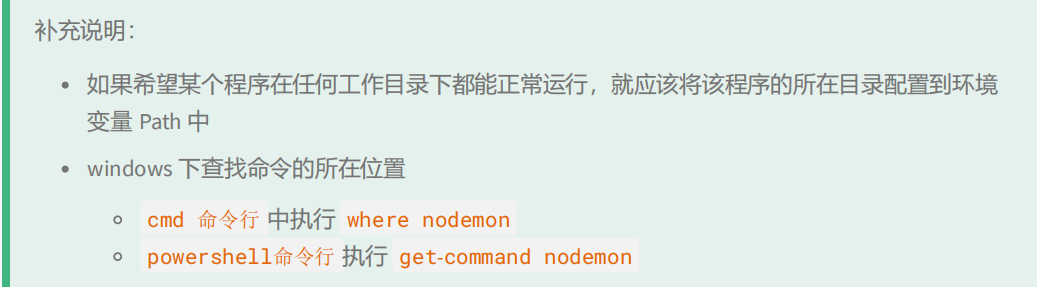 补充说明：
如果希望某个程序在任何工作目录下都能正常运行，就应该将该程序的所在目录配置到环境
变量 Path 中
windows 下查找命令的所在位置
cmd 命令行 中执行 where nodemon
powershell命令行 执行 get-command nodemon